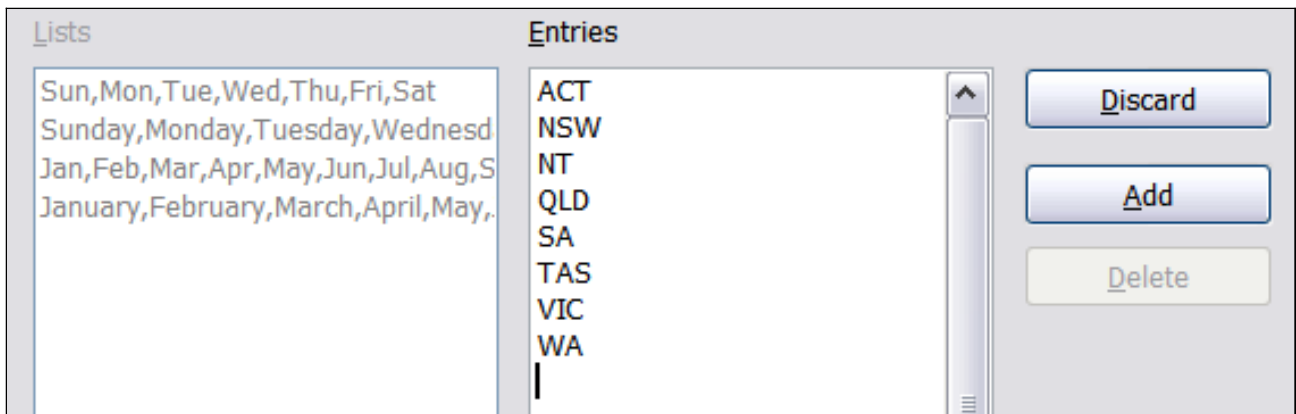 Lists
Entries
Sun,Mon,Tue,Wed,Thu,Fri,Sat
Sunday,Monday,Tuesday,Wednesd
Jan,Feb,Mar,Apr,May,Jun,Jul,Aug,S
January,February,March,April,May,.
ACT
NSW
NT
QLD
SA
TAS
VIC
WA
Discard
Add
Delete